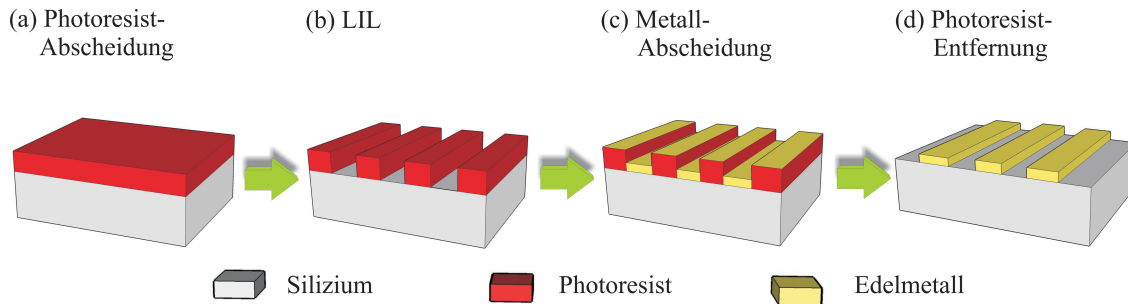 (a) Photoresist-
Abscheidung
(b) LIL
(c) Metall-
Abscheidung
(d) Photoresist-
Entfernung
Silizium
Photoresist
Edelmetall